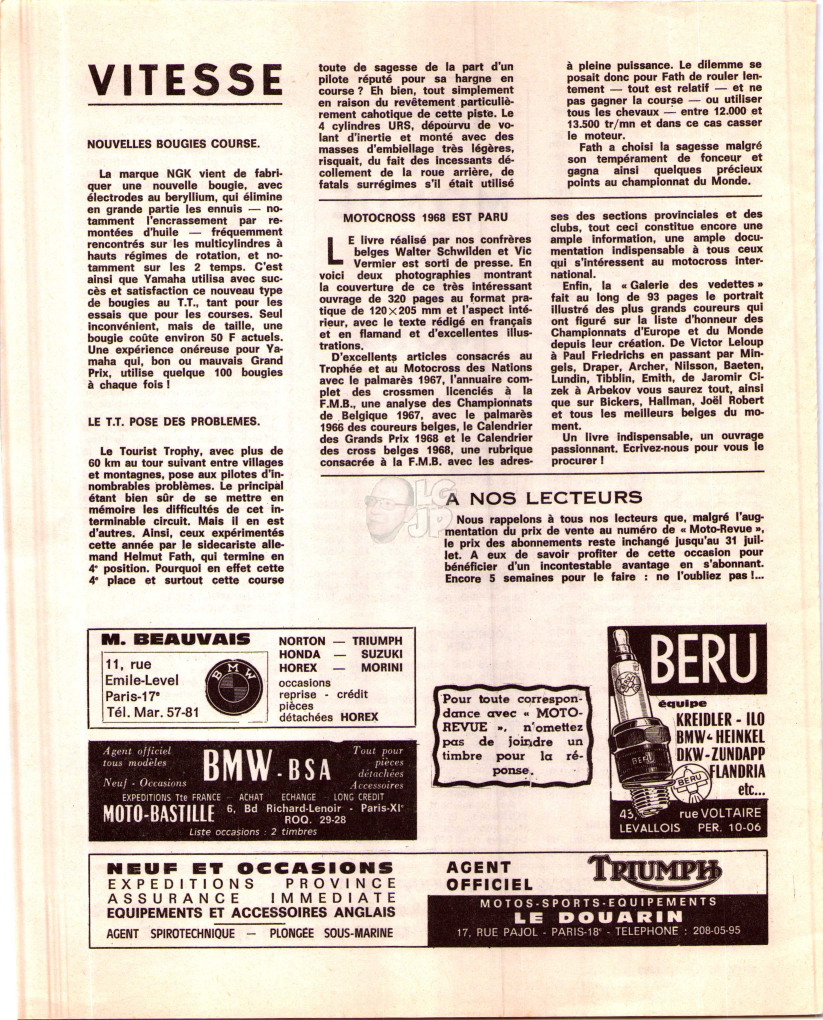 VITESSE
NOUVELLES BOUGIES COURSE.
La marque NGK vient de fabri-
quer une nouvelle bougie, avec
électrodes au beryllium, qui élimine
en grande partie les ennuis — no-
tamment l'encrassement par re-
montées d'huile — fréquemment
rencontrés sur les multicylindres à
hauts régimes de rotation, et no-
tamment sur les 2 temps. C'est
ainsi que Yamaha utilisa avec suc-
cès et satisfaction ce nouveau type
de bougies au T.T., tant pour les
essais que pour les courses. Seul
inconvénient, mais de taille, une
bougie coûte environ 50 F actuels.
Une expérience onéreuse pour Ya-
maha qui, bon ou mauvais Grand
Prix, utilise quelque 100 bougies
à chaque fois !
LE T.T. POSE DES PROBLEMES.
Le Tourist Trophy, avec plus de
60 km au tour suivant entre villages
et montagnes, pose aux pilotes d'in-
nombrables problèmes. Le principal
étant bien sûr de se mettre en
mémoire les difficultés de cet in-
terminable circuit. Mais il en est
d'autres. Ainsi, ceux expérimentés
cette année par le sidecariste alle-
mand Helmut Fath, qui termine en
4e position. Pourquoi en effet cette
4e place et surtout cette course
toute de sagesse de la part d'un
pilote réputé pour sa hargne en
course ? Eh bien, tout simplement
en raison du revêtement particuliè-
rement cahotique de cette piste. Le
4 cylindres URS, dépourvu de vo-
lant d'inertie et monté avec des
masses d'embiellage très légères,
risquait, du fait des incessants dé-
collement de la roue arrière, de
fatals surrégimes s'il était utilisé
à pleine puissance. Le dilemme se
posait donc pour Fath de rouler len-
tement — tout est relatif — et ne
pas gagner la course — ou utiliser
tous les chevaux — entre 12.000 et
13.500 tr/mn et dans ce cas casser
le moteur.
Fath a choisi la sagesse malgré
son tempérament de fonceur et
gagna ainsi quelques précieux
points au championnat du Monde.
MOTOCROSS 1968 EST PARU
LE livre réalisé par nos confrères
belges Walter Schwilden et Vic
Vermier est sorti de presse. En
voici deux photographies montrant
la couverture de ce très intéressant
ouvrage de 320 pages au format pra-
tique de 120×205 mm et l'aspect inté-
rieur, avec le texte rédigé en français
et en flamand et d'excellentes illus-
trations.
D'excellents articles consacrés au
Trophée et au Motocross des Nations
avec le palmarès 1967, l'annuaire com-
plet des crossmen licenciés à la
F.M.B., une analyse des Championnats
de Belgique 1967, avec le palmarès
1966 des coureurs belges, le Calendrier
des Grands Prix 1968 et le Calendrier
des cross belges 1968, une rubrique
consacrée à la F.M.B. avec les adres-
ses des sections provinciales et des
clubs, tout ceci constitue encore une
ample information, une ample docu-
mentation indispensable à tous ceux
qui s'intéressent au motocross inter-
national.
Enfin, la « Galerie des vedettes »
fait au long de 93 pages le portrait
illustré des plus grands coureurs qui
ont figuré sur la liste d'honneur des
Championnats d'Europe et du Monde
depuis leur création. De Victor Leloup
à Paul Friedrichs en passant par Min-
gels, Draper, Archer, Nilsson, Baeten,
Lundin, Tibblin, Emith, de Jaromir Ci-
zek à Arbekov vous saurez tout, ainsi
que sur Bickers, Hallman, Joël Robert
et tous les meilleurs belges du mo-
ment.
Un livre indispensable, un ouvrage
passionnant. Ecrivez-nous pour vous le
procurer !
A NOS LECTEURS
Nous rappelons à tous nos lecteurs que, malgré l'aug-
mentation du prix de vente au numéro de « Moto-Revue »,
le prix des abonnements reste inchangé jusqu'au 31 juil-
let. A eux de savoir profiter de cette occasion pour
bénéficier d'un incontestable avantage en s'abonnant.
Encore 5 semaines pour le faire : ne l'oubliez pas !...
LG
JP
M. BEAUVAIS
11, rue
Emile-Level
Paris-17e
Tél. Mar. 57-81
BMW
NORTON — TRIUMPH
HONDA — SUZUKI
HOREX — MORINI
occasions
reprise - crédit
pièces
détachées HOREX
Agent officiel
tous modèles
Neuf - Occasions
BMW - BSA
Tout pour
pièces
détachées
Accessoires
EXPEDITIONS Tte FRANCE - ACHAT ECHANGE - LONG CREDIT
MOTO-BASTILLE 6, Bd Richard-Lenoir - Paris-XIe
ROQ. 29-28
Liste occasions : 2 timbres
Pour toute correspon-
dance avec « MOTO-
REVUE », n'omettez
pas de joindre un
timbre pour la ré-
ponse.
BERU
équipe
KREIDLER - ILO
BMW - HEINKEL
DKW - ZUNDAPP
FLANDRIA
etc...
BERU
BERU
43, rue VOLTAIRE
LEVALLOIS PER. 10-06
NEUF ET OCCASIONS
EXPEDITIONS PROVINCE
ASSURANCE IMMEDIATE
EQUIPEMENTS ET ACCESSOIRES ANGLAIS
AGENT SPIROTECHNIQUE — PLONGÉE SOUS-MARINE
AGENT
OFFICIEL
TRIUMPH
MOTOS-SPORTS-EQUIPEMENTS
LE DOUARIN
17, RUE PAJOL - PARIS-18e - TELEPHONE : 208-05-95